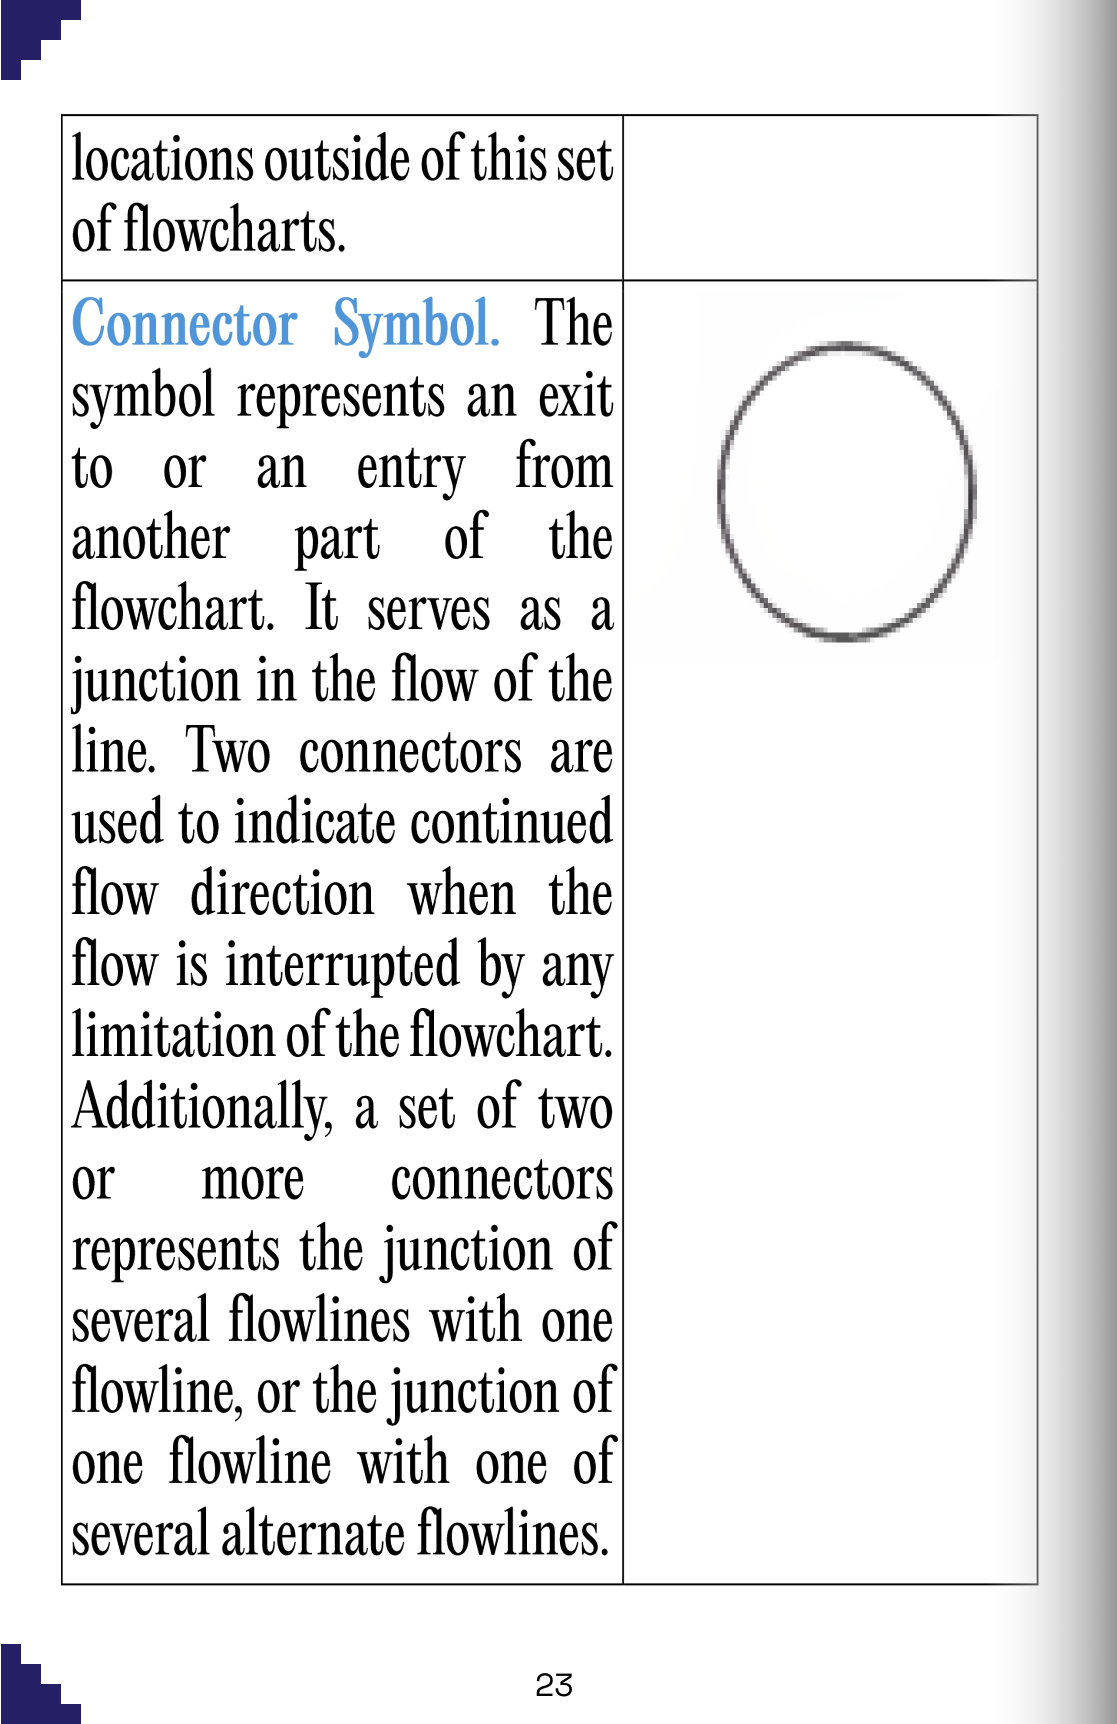 locations outside of this set
of flowcharts.
Connector Symbol. The
symbol represents an exit
to or an entry from
another part of the
flowchart. It serves as a
junction in the flow of the
line. Two connectors are
used to indicate continued
flow direction when the
flow is interrupted by any
limitation of the flowchart.
Additionally, a set of two
or more connectors
represents the junction of
several flowlines with one
flowline, or the junction of
one flowline with one of
several alternate flowlines.
23